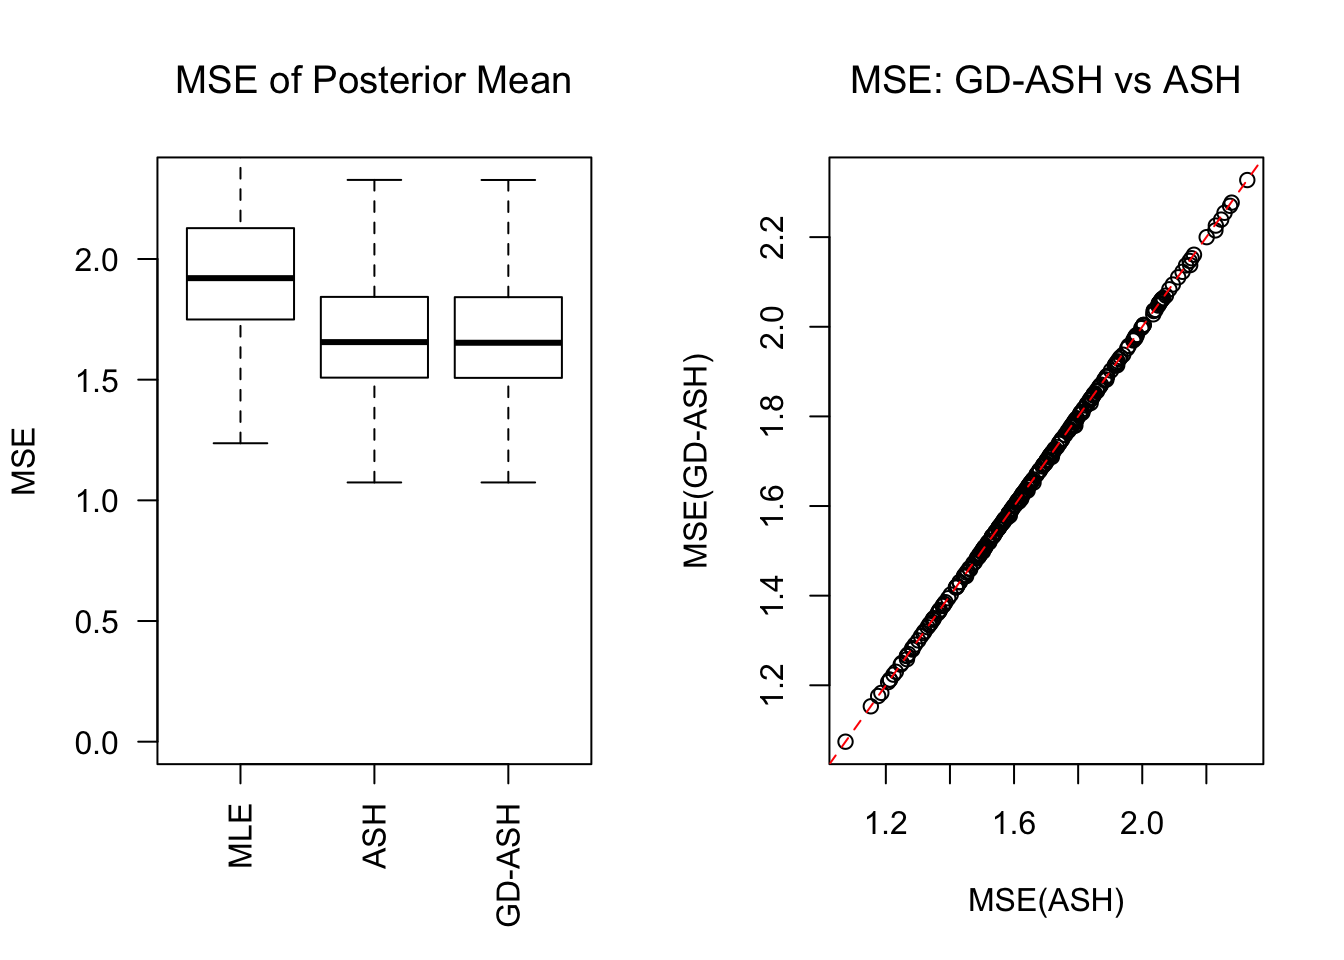 MSE of Posterior Mean
MSE
2.0
1.5
1.0
0.5
0.0
MLE
ASH
GD-ASH
MSE: GD-ASH vs ASH
MSE(GD-ASH)
2.2
2.0
1.8
1.6
1.4
1.2
1.2 1.6 2.0
MSE(ASH)